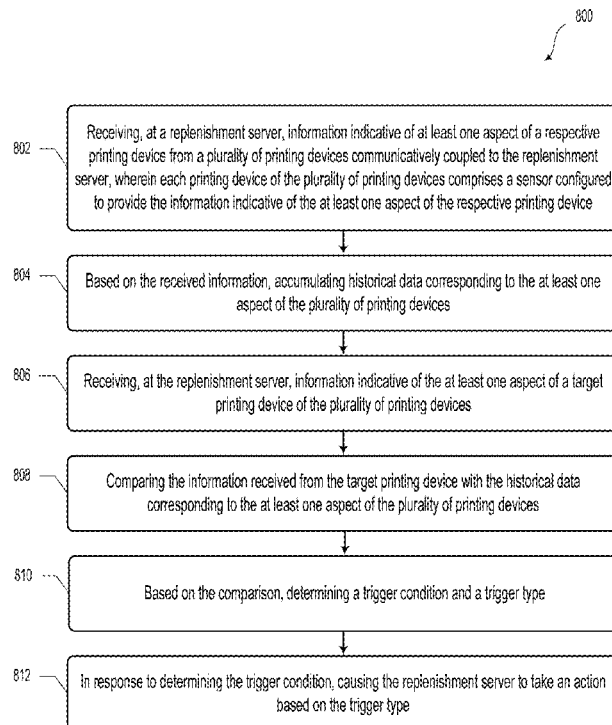 800
802
Receiving, at a replenishment server, information indicative of at least one aspect of a respective
printing device from a plurality of printing devices communicatively coupled to the replenishment
server, wherein each printing device of the plurality of printing devices comprises a sensor configured
to provide the information indicative of the at least one aspect of the respective printing device
804
Based on the received information, accumulating historical data corresponding to the at least one
aspect of the plurality of printing devices
806
Receiving, at the replenishment server, information indicative of the at least one aspect of a target
printing device of the plurality of printing devices
808
Comparing the information received from the target printing device with the historical data
corresponding to the at least one aspect of the plurality of printing devices
810
Based on the comparison, determining a trigger condition and a trigger type
812
In response to determining the trigger condition, causing the replenishment server to take an action
based on the trigger type